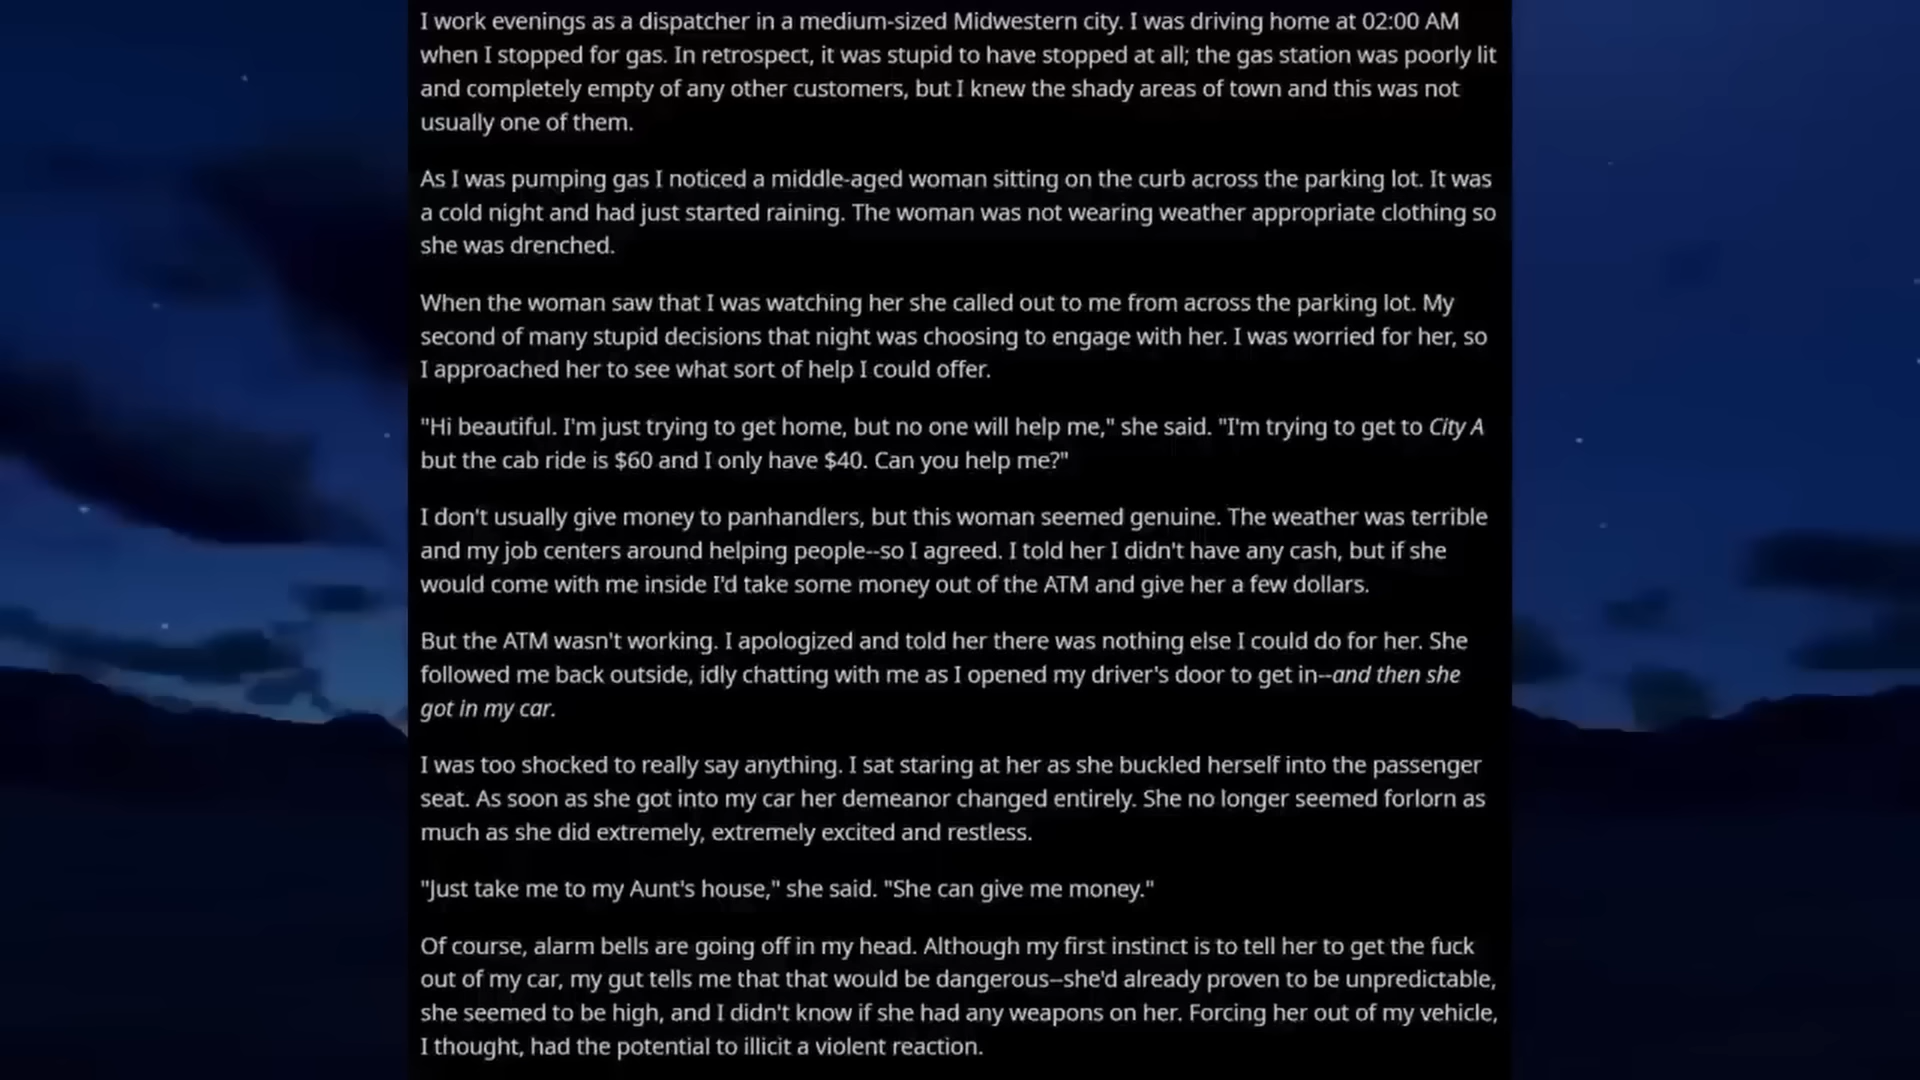 I work evenings as a dispatcher in a medium-sized Midwestern city. I was driving home at 02:00 AM
when I stopped for gas. In retrospect, it was stupid to have stopped at all; the gas station was poorly lit
and completely empty of any other customers, but I knew the shady areas of town and this was not
usually one of them.
As I was pumping gas I noticed a middle-aged woman sitting on the curb across the parking lot. It was
a cold night and had just started raining. The woman was not wearing weather appropriate clothing so
she was drenched.
When the woman saw that I was watching her she called out to me from across the parking lot. My
second of many stupid decisions that night was choosing to engage with her. I was worried for her, so
I approached her to see what sort of help I could offer.
"Hi beautiful. I'm just trying to get home, but no one will help me," she said. "I'm trying to get to City A
but the cab ride is $60 and I only have $40. Can you help me?"
I don't usually give money to panhandlers, but this woman seemed genuine. The weather was terrible
and my job centers around helping people--so I agreed. I told her I didn't have any cash, but if she
would come with me inside I'd take some money out of the ATM and give her a few dollars.
But the ATM wasn't working. I apologized and told her there was nothing else I could do for her. She
followed me back outside, idly chatting with me as I opened my driver's door to get in--and then she
got in my car.
I was too shocked to really say anything. I sat staring at her as she buckled herself into the passenger
seat. As soon as she got into my car her demeanor changed entirely. She no longer seemed forlorn as
much as she did extremely, extremely excited and restless.
"Just take me to my Aunt's house," she said. "She can give me money."
Of course, alarm bells are going off in my head. Although my first instinct is to tell her to get the fuck
out of my car, my gut tells me that that would be dangerous--she'd already proven to be unpredictable,
she seemed to be high, and I didn't know if she had any weapons on her. Forcing her out of my vehicle,
I thought, had the potential to illicit a violent reaction.